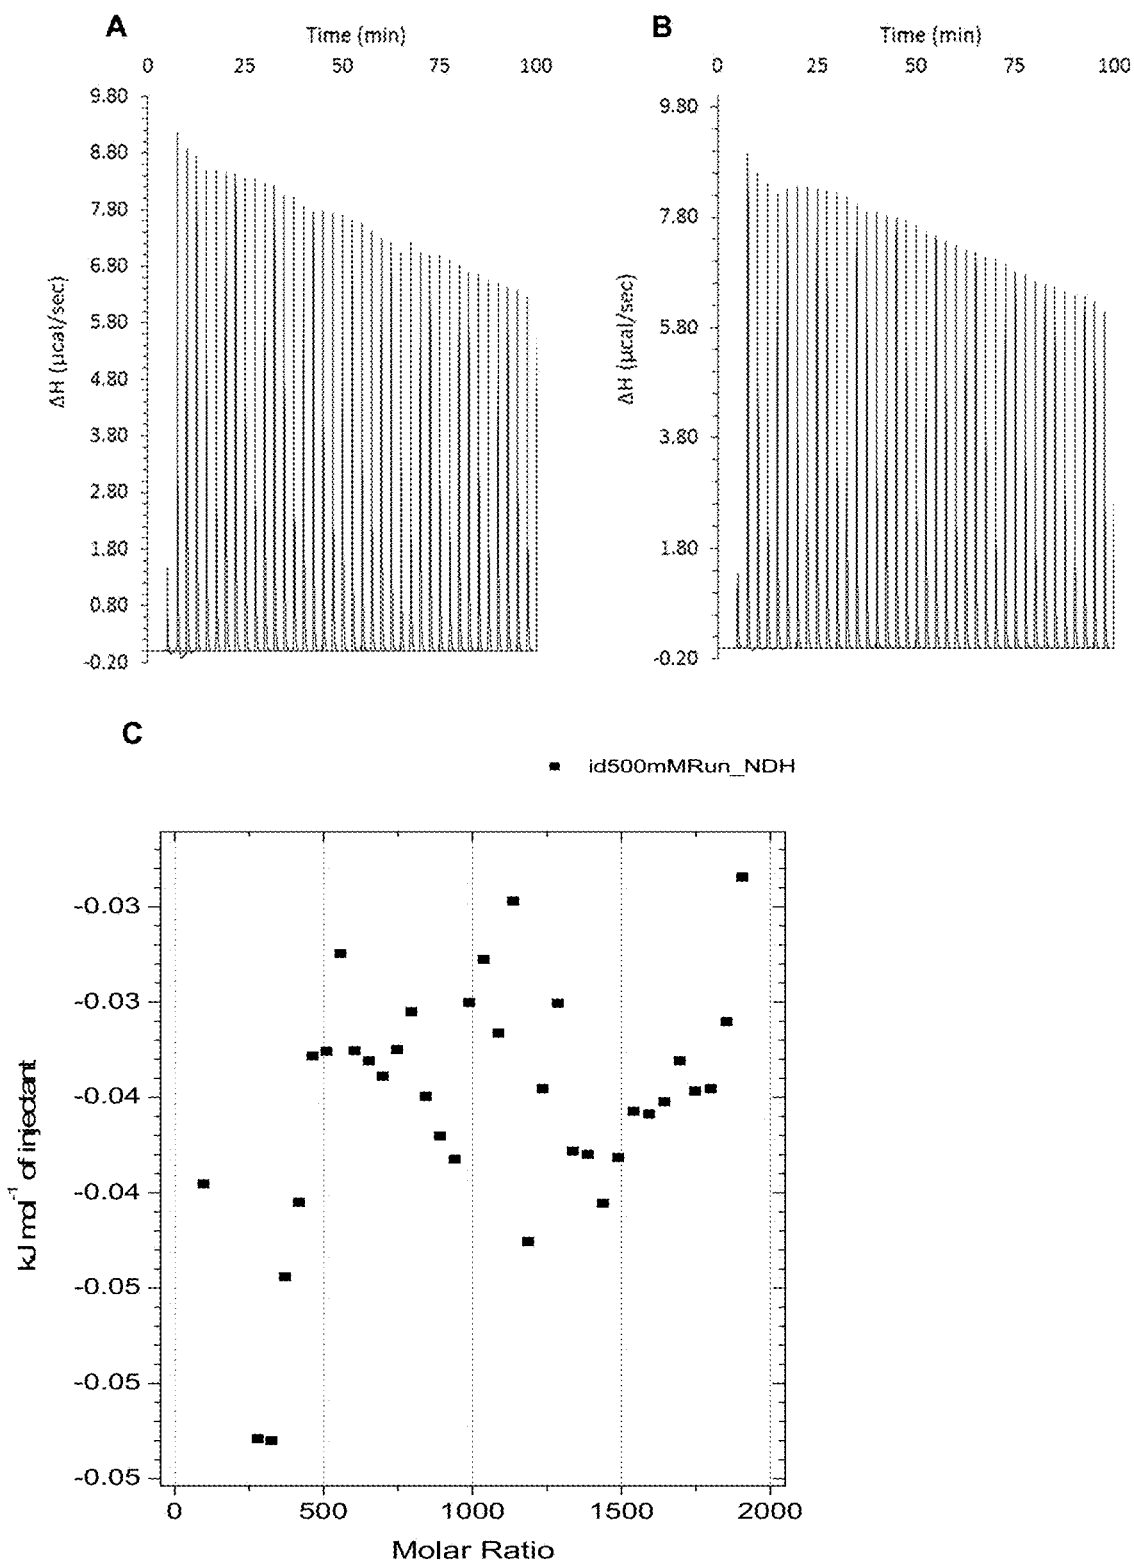 A
Time (min)
0 25 50 75 100
9.80
8.80
7.80
6.80
5.80
4.80
3.80
2.80
1.80
0.80
-0.20
ΔH (µcal/sec)
B
Time (min)
0 25 50 75 100
9.80
7.80
5.80
3.80
1.80
-0.20
ΔH (µcal/sec)
C
id500mMRun_NDH
-0.03
-0.03
-0.04
-0.04
-0.05
-0.05
-0.05
kJ mol⁻¹ of injectant
0 500 1000 1500 2000
Molar Ratio